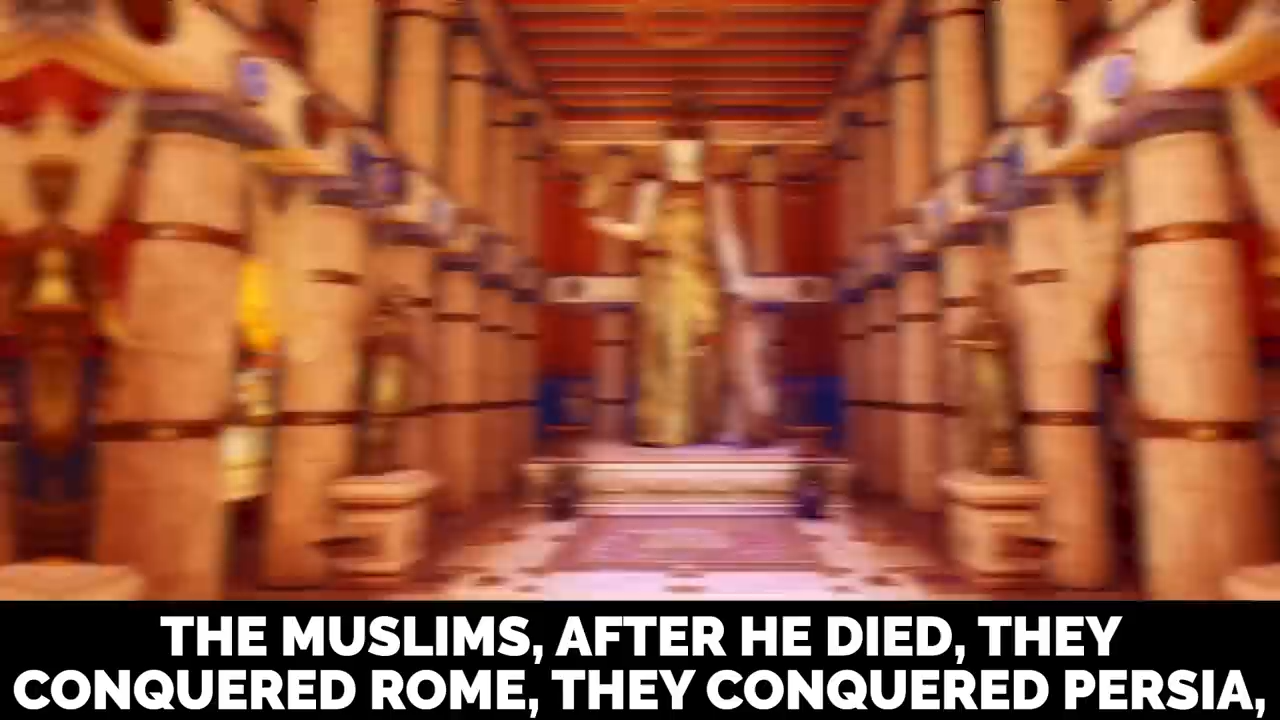 THE MUSLIMS, AFTER HE DIED, THEY
CONQUERED ROME, THEY CONQUERED PERSIA,